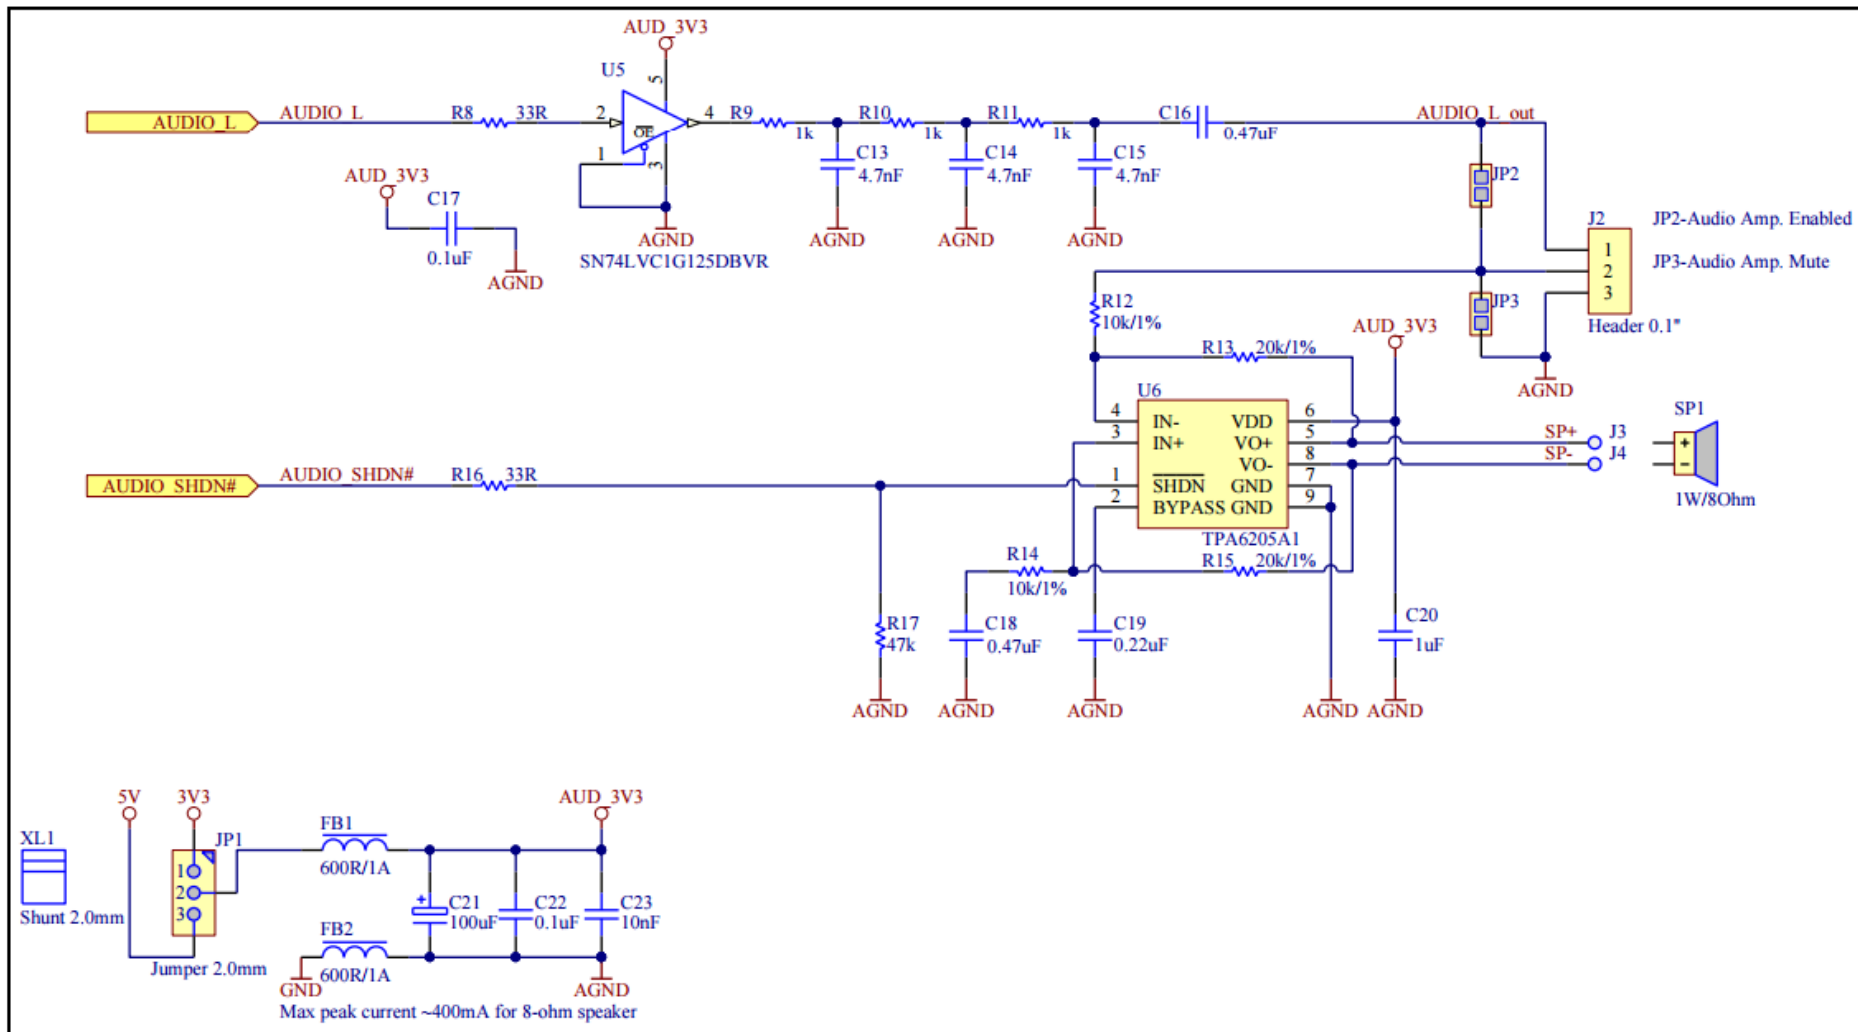 AUD_3V3
U5
5
AUDIO_L
AUDIO_L
R8 33R
2
OE
4
R9
1k
R10
1k
R11
1k
C16
0.47uF
AUDIO_L_out
1
3
C13
4.7nF
C14
4.7nF
C15
4.7nF
JP2
AUD_3V3
C17
0.1uF
AGND
AGND
SN74LVC1G125DBVR
AGND
AGND
AGND
J2
1
2
3
Header 0.1"
JP2-Audio Amp. Enabled
JP3-Audio Amp. Mute
R12
10k/1%
JP3
AUD_3V3
R13 20k/1%
AGND
U6
4 IN- VDD 6
3 IN+ VO+ 5
VO- 8
1 SHDN GND 7
2 BYPASS GND 9
TPA6205A1
SP+ J3
SP- J4
SP1
+
-
1W/8Ohm
AUDIO_SHDN#
AUDIO_SHDN#
R16 33R
R14
10k/1%
R15 20k/1%
R17
47k
C18
0.47uF
C19
0.22uF
C20
1uF
AGND
AGND
AGND
AGND
AGND
5V
3V3
AUD_3V3
XL1
Shunt 2.0mm
JP1
1
2
3
Jumper 2.0mm
FB1
600R/1A
+
C21
100uF
C22
0.1uF
C23
10nF
FB2
600R/1A
GND
AGND
Max peak current ~400mA for 8-ohm speaker